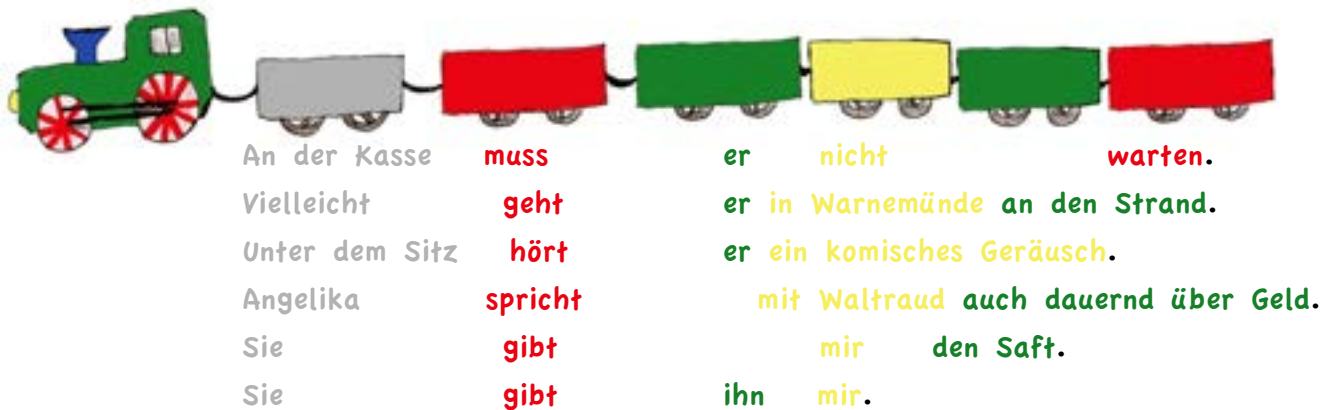 An der Kasse muss er nicht warten.
Vielleicht geht er in Warnemünde an den Strand.
Unter dem Sitz hört er ein komisches Geräusch.
Angelika spricht mit Waltraud auch dauernd über Geld.
Sie gibt mir den Saft.
Sie gibt ihn mir.